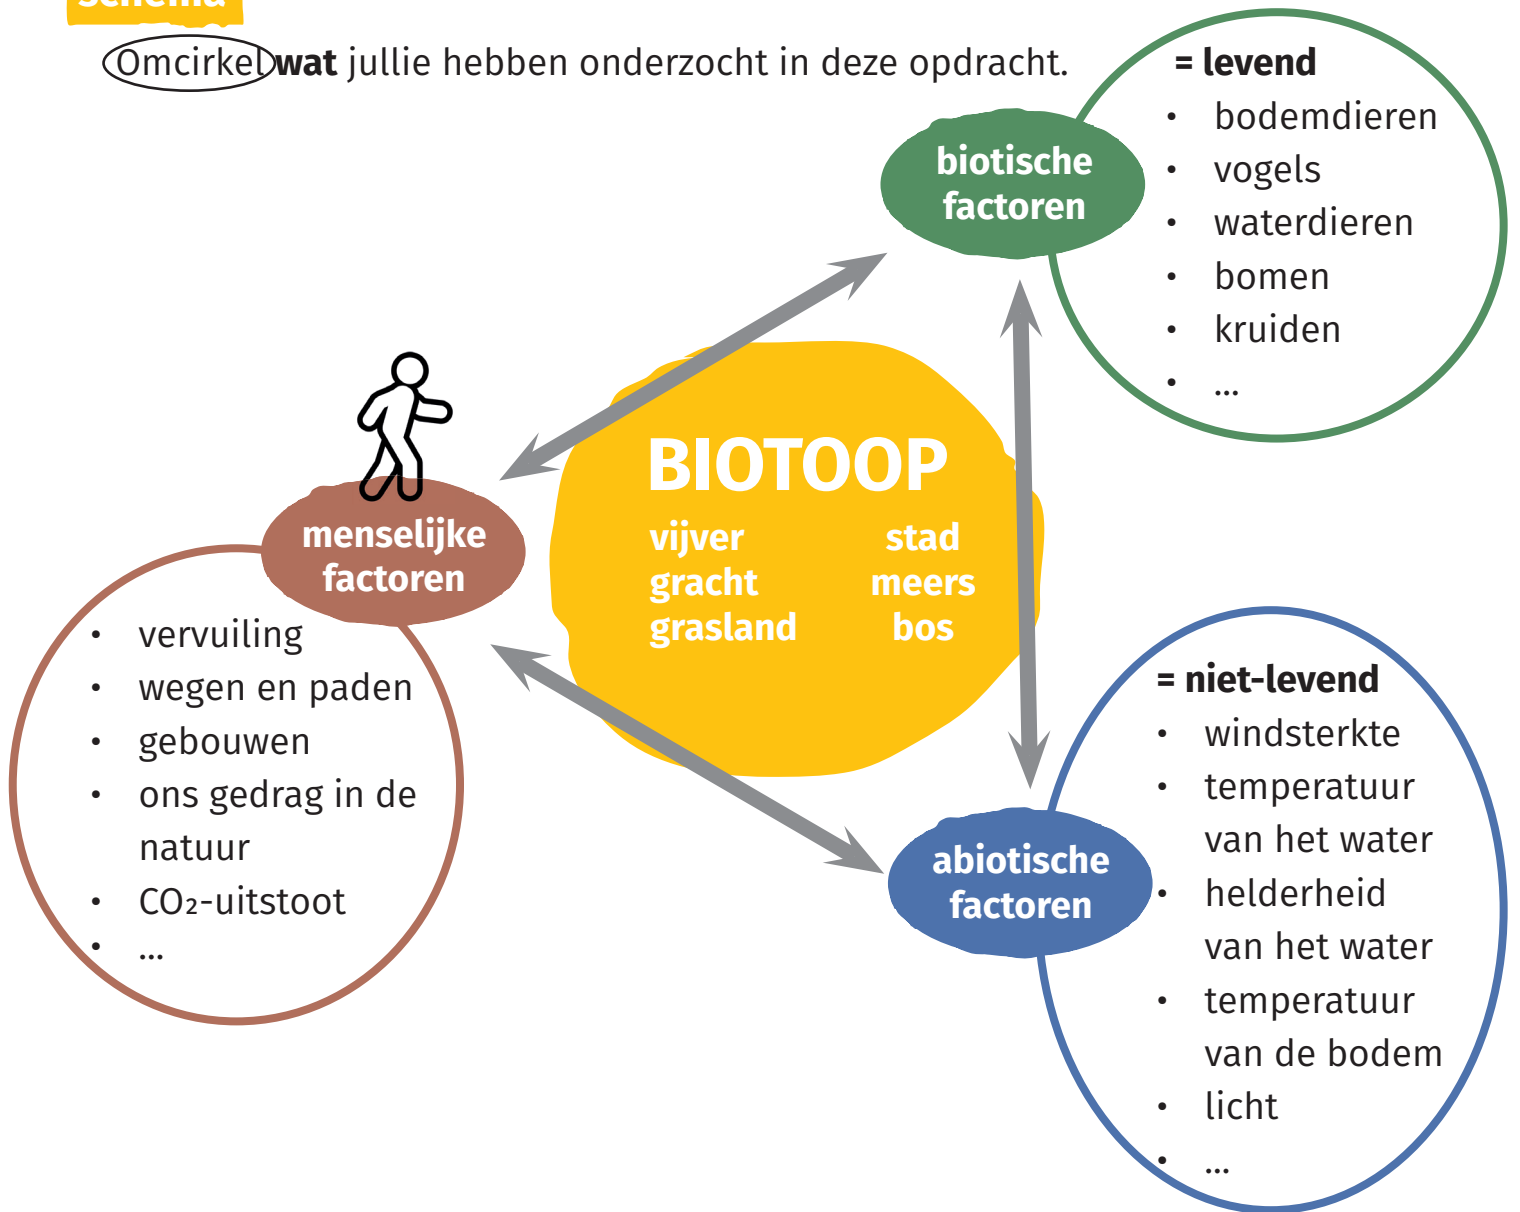 Schema
Omcirkel wat jullie hebben onderzocht in deze opdracht.
= levend
• bodemdieren
• vogels
• waterdieren
• bomen
• kruiden
• ...
biotische
factoren
BIOTOOP
vijver stad
gracht meers
grasland bos
menselijke
factoren
• vervuiling
• wegen en paden
• gebouwen
• ons gedrag in de
natuur
• CO₂-uitstoot
• ...
abiotische
factoren
= niet-levend
• windsterkte
• temperatuur
van het water
• helderheid
van het water
• temperatuur
van de bodem
• licht
• ...